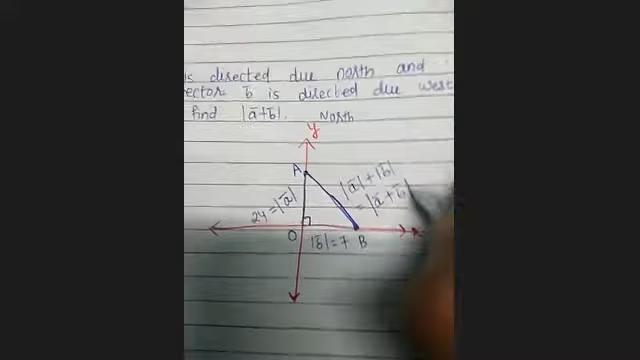 is directed due north and
ector b̄ is directed due west
find |ā+b̄|. North
y
A
24=|ā|
|ā|+|b̄|
=|ā+b̄|
O |b̄|=7 B